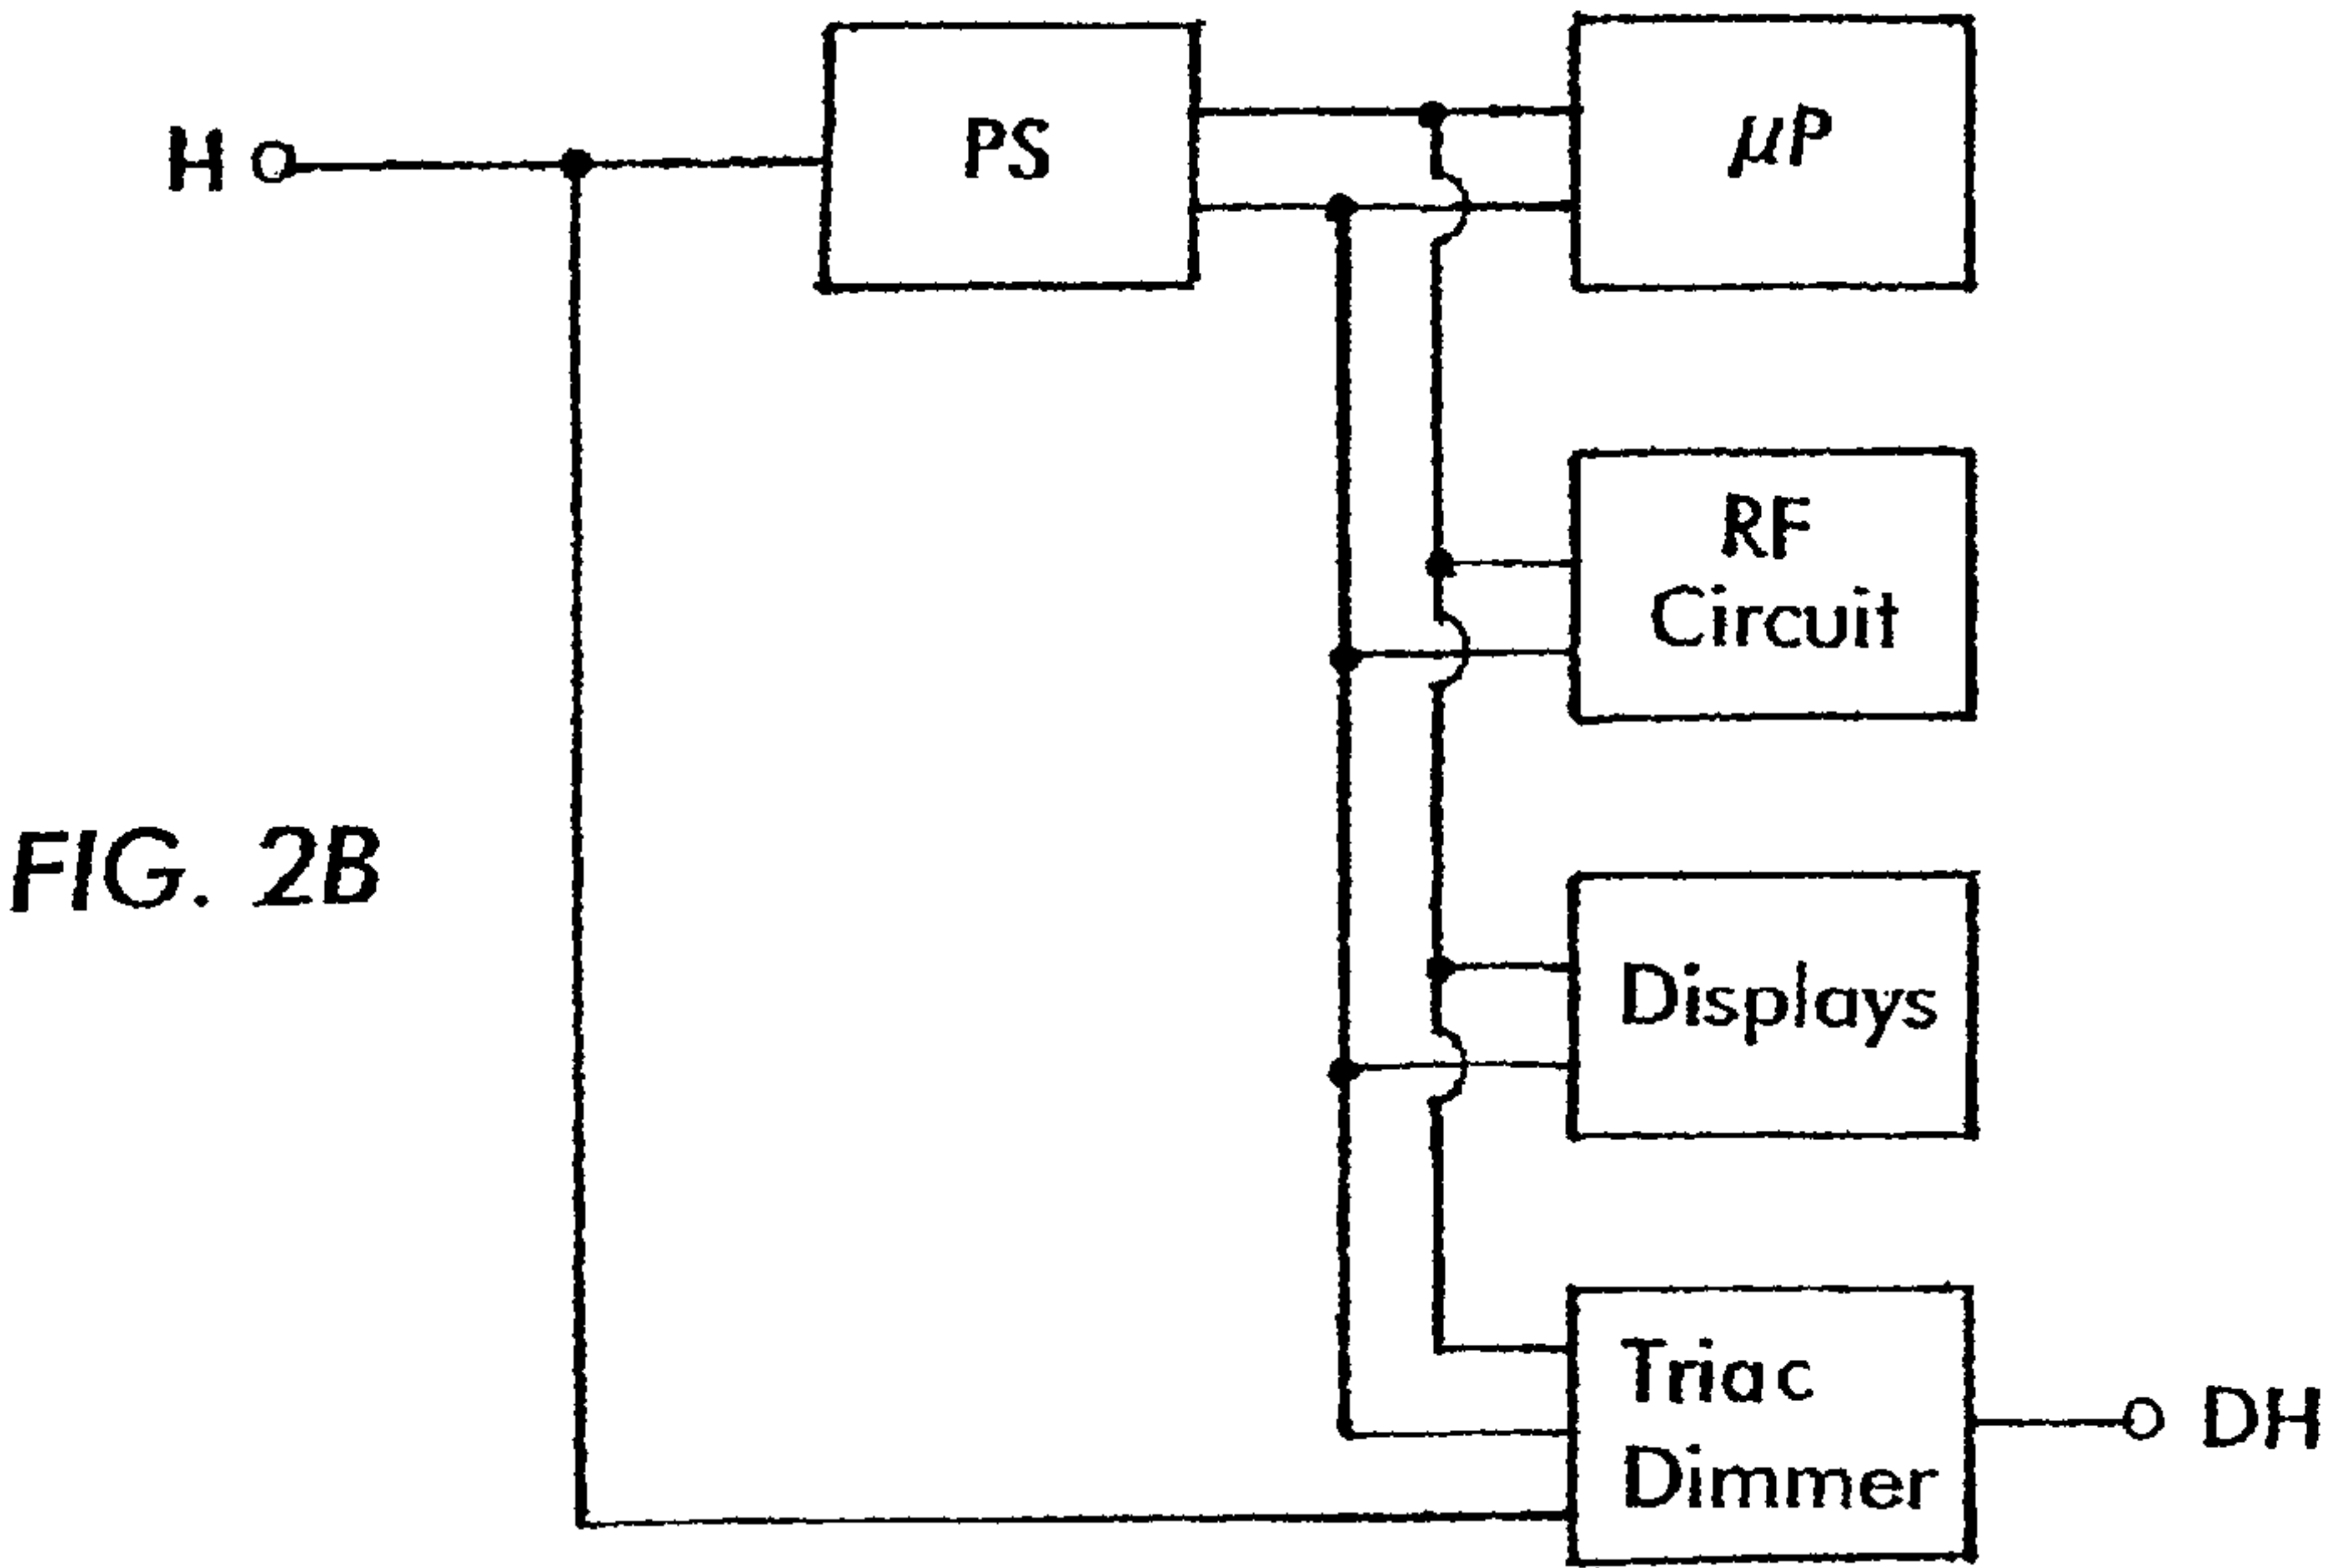 H
PS
µP
RF
Circuit
FIG. 2B
Displays
Triac
Dimmer
DH